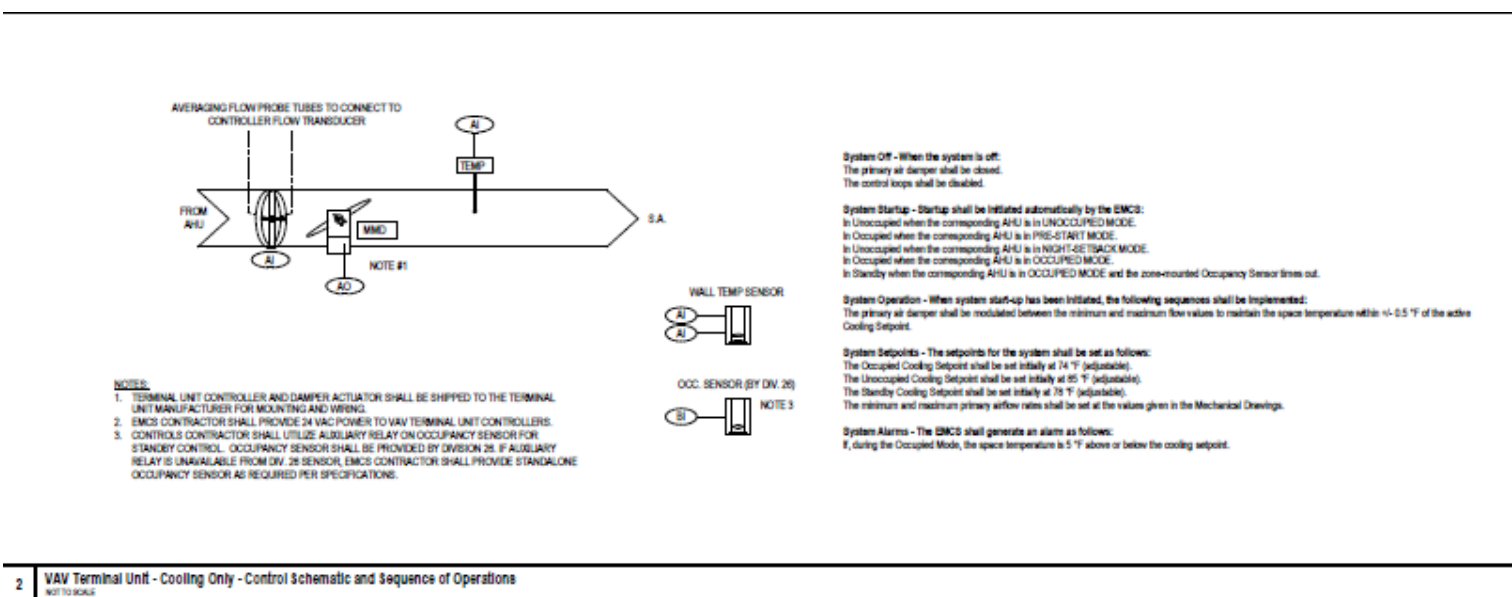 AVERAGING FLOW PROBE TUBES TO CONNECT TO
CONTROLLER FLOW TRANSDUCER
AI
TEMP
FROM
AHU
MMD
S.A.
AI
NOTE #1
AO
WALL TEMP SENSOR
AI
AI
OCC. SENSOR (BY DIV. 26)
NOTE 3
BI
NOTES:
1. TERMINAL UNIT CONTROLLER AND DAMPER ACTUATOR SHALL BE SHIPPED TO THE TERMINAL
UNIT MANUFACTURER FOR MOUNTING AND WIRING.
2. EMCS CONTRACTOR SHALL PROVIDE 24 VAC POWER TO VAV TERMINAL UNIT CONTROLLERS.
3. CONTROLS CONTRACTOR SHALL UTILIZE AUXILIARY RELAY ON OCCUPANCY SENSOR FOR
STANDBY CONTROL. OCCUPANCY SENSOR SHALL BE PROVIDED BY DIVISION 26. IF AUXILIARY
RELAY IS UNAVAILABLE FROM DIV. 26 SENSOR, EMCS CONTRACTOR SHALL PROVIDE STANDALONE
OCCUPANCY SENSOR AS REQUIRED PER SPECIFICATIONS.
System Off - When the system is off:
The primary air damper shall be closed.
The control loops shall be disabled.
System Startup - Startup shall be initiated automatically by the EMCS:
In Unoccupied when the corresponding AHU is in UNOCCUPIED MODE.
In Occupied when the corresponding AHU is in PRE-START MODE.
In Unoccupied when the corresponding AHU is in NIGHT-SETBACK MODE.
In Occupied when the corresponding AHU is in OCCUPIED MODE.
In Standby when the corresponding AHU is in OCCUPIED MODE and the zone-mounted Occupancy Sensor times out.
System Operation - When system start-up has been initiated, the following sequences shall be implemented:
The primary air damper shall be modulated between the minimum and maximum flow values to maintain the space temperature within +/- 0.5 °F of the active
Cooling Setpoint.
System Setpoints - The setpoints for the system shall be set as follows:
The Occupied Cooling Setpoint shall be set initially at 74 °F (adjustable).
The Unoccupied Cooling Setpoint shall be set initially at 85 °F (adjustable).
The Standby Cooling Setpoint shall be set initially at 78 °F (adjustable).
The minimum and maximum primary airflow rates shall be set at the values given in the Mechanical Drawings.
System Alarms - The EMCS shall generate an alarm as follows:
If, during the Occupied Mode, the space temperature is 5 °F above or below the cooling setpoint.
2 VAV Terminal Unit - Cooling Only - Control Schematic and Sequence of Operations
NOT TO SCALE